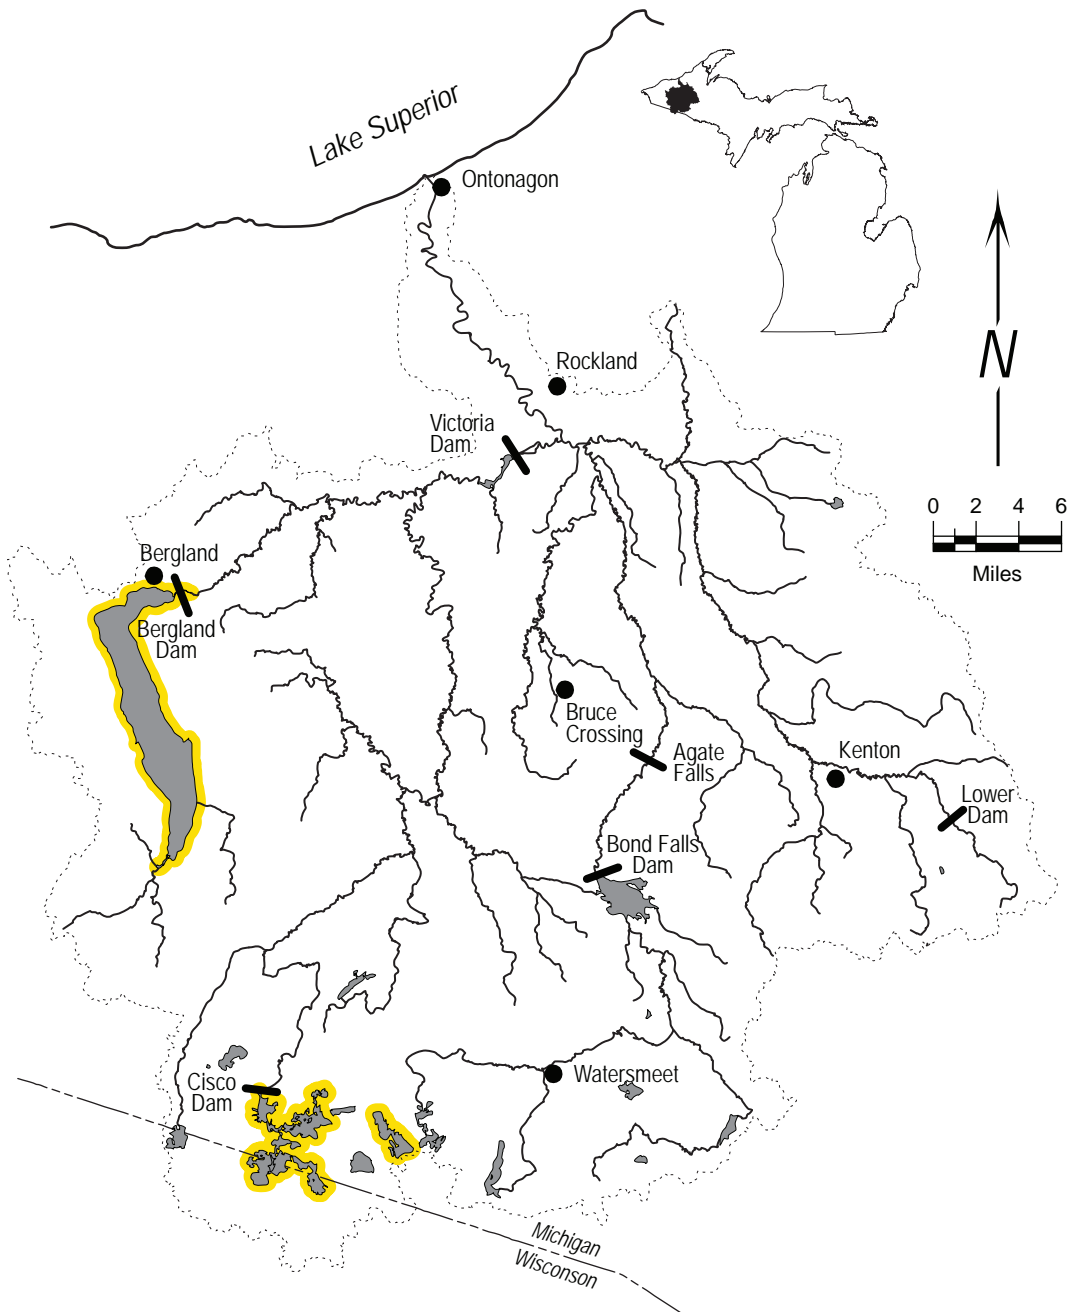 Lake Superior
Ontonagon
Rockland
N
Victoria
Dam
0 2 4 6
Miles
Bergland
Bergland
Dam
Bruce
Crossing
Agate
Falls
Kenton
Lower
Dam
Bond Falls
Dam
Cisco
Dam
Watersmeet
Michigan
Wisconson